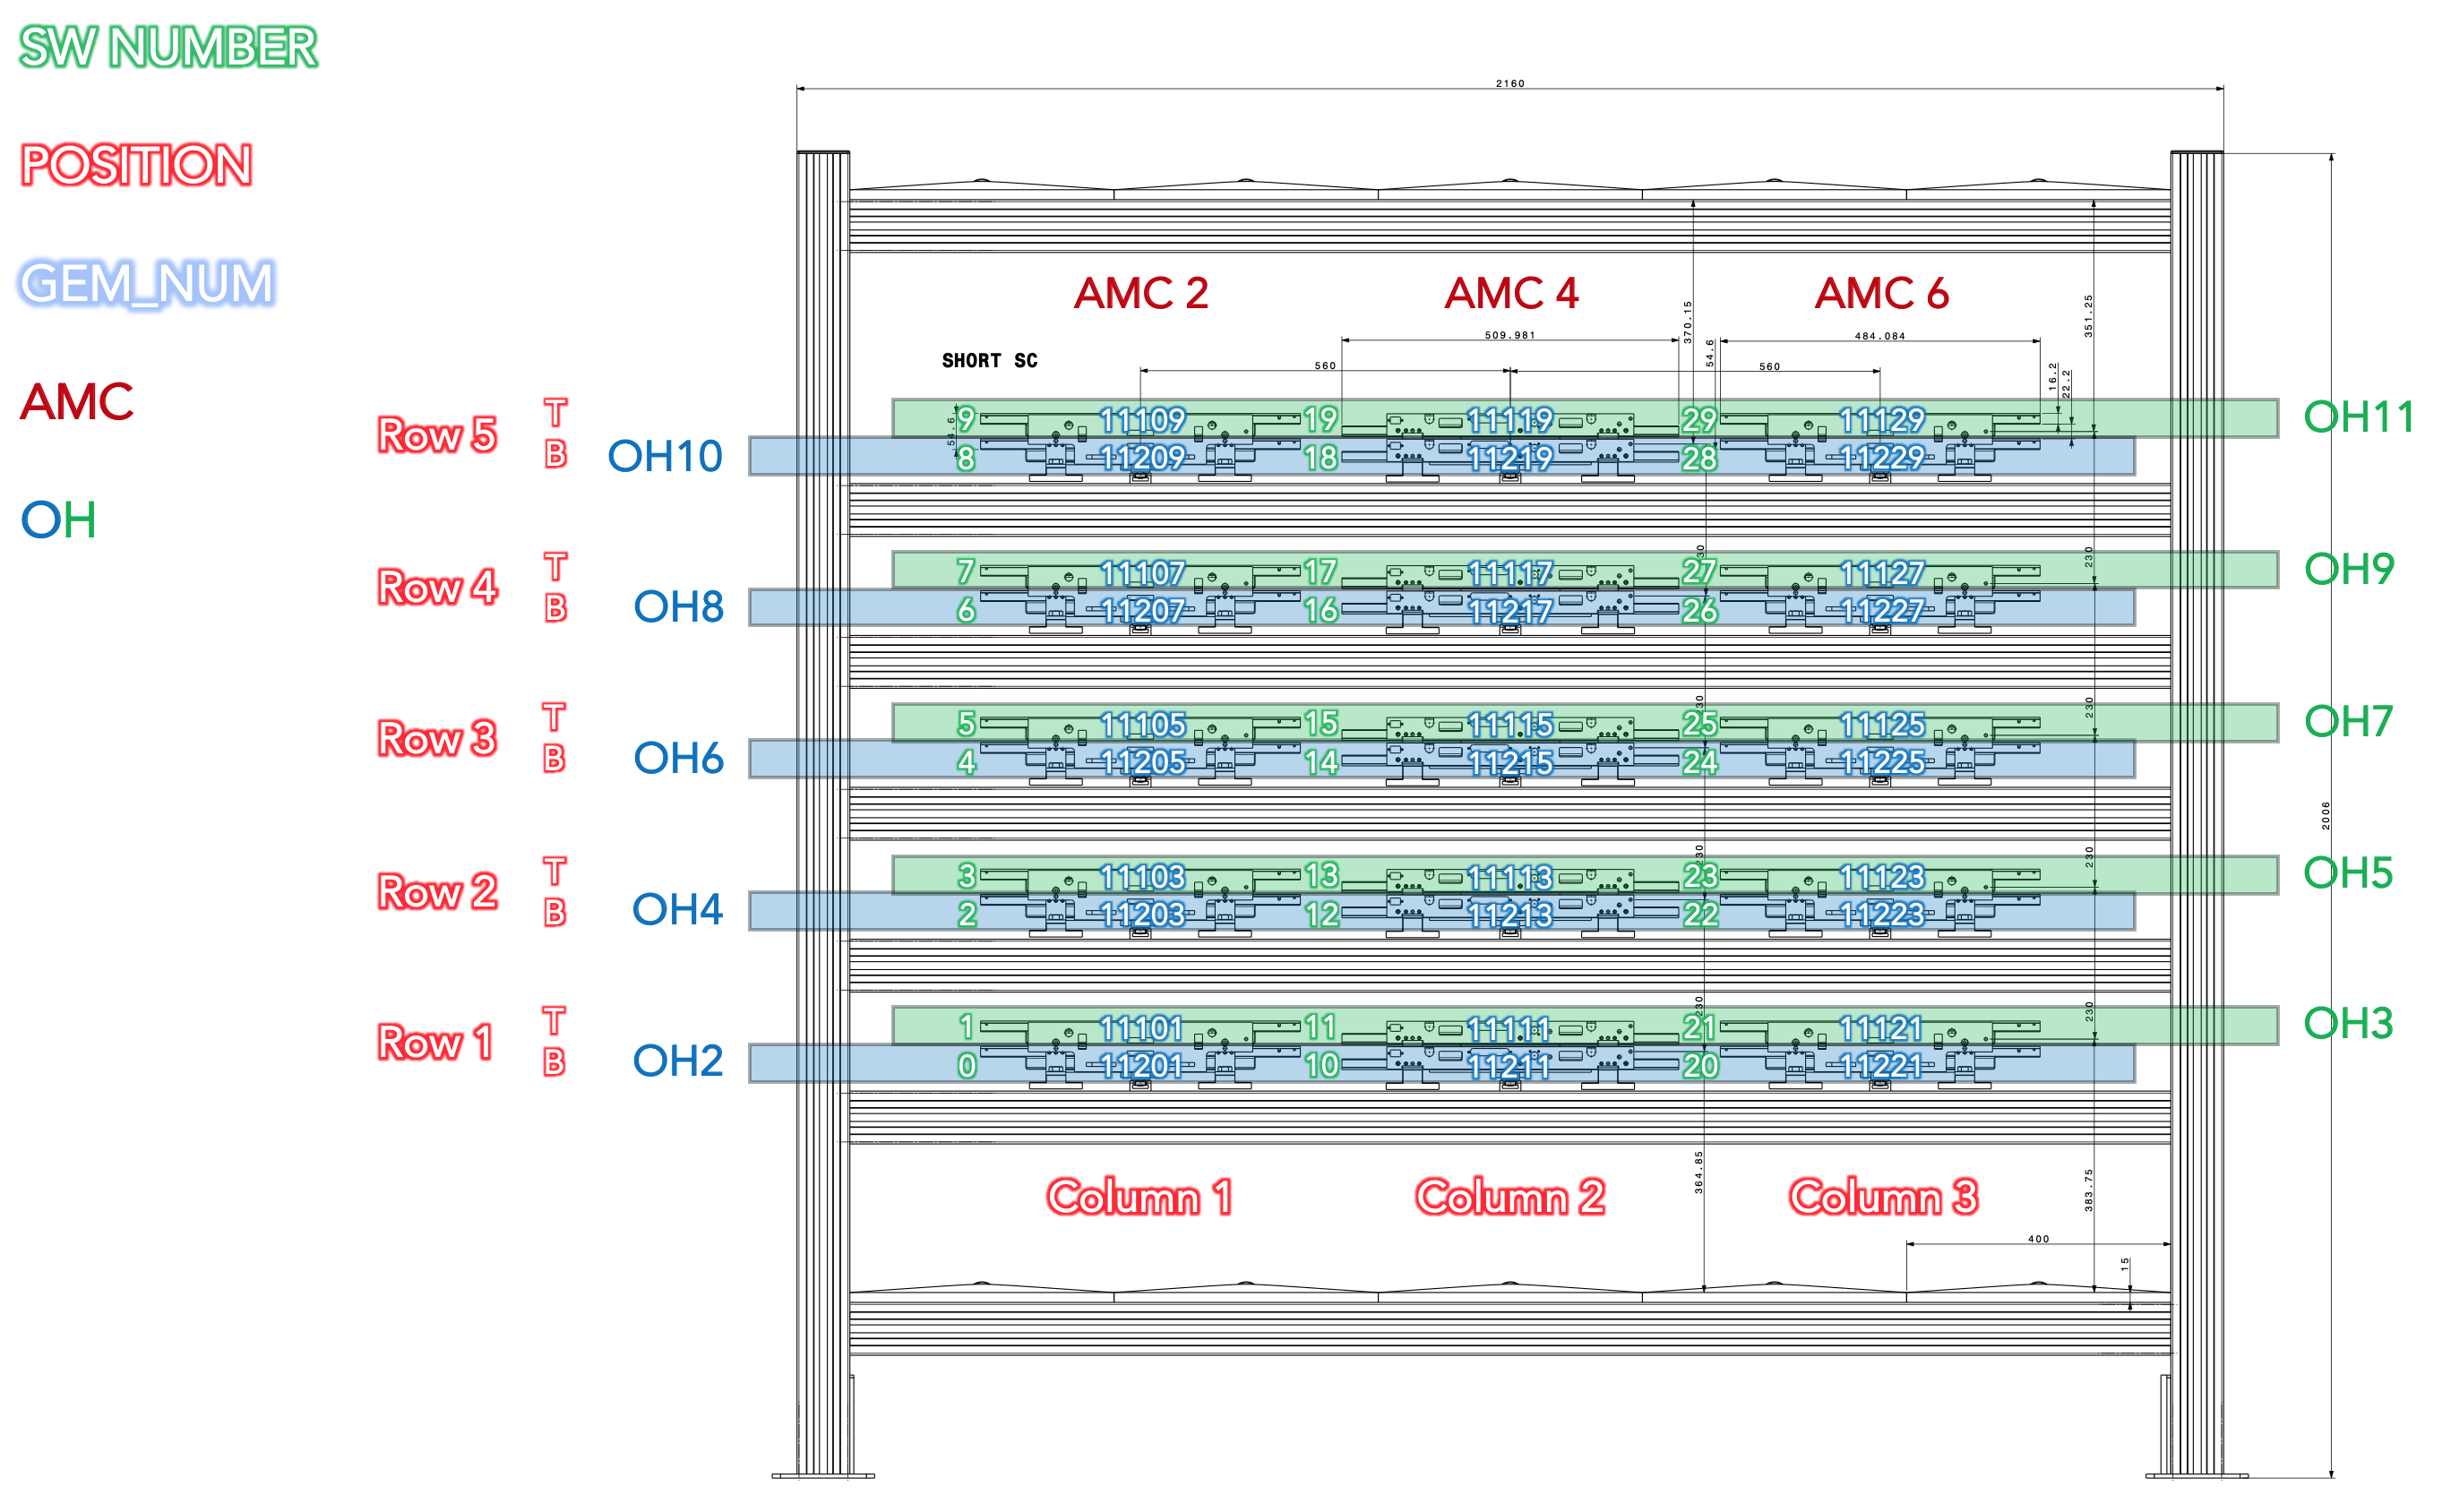 SW NUMBER
POSITION
GEM_NUM
AMC
OH
2160
AMC 2 AMC 4 AMC 6
370.15
351.25
509.981
484.084
SHORT SC
560
560
54.6
16.2
22.2
54.6
Row 5
T 9 11109 19 11119 29 11129 OH11
B OH10 8 11209 18 11219 28 11229
230
230
Row 4
T 7 11107 17 11117 27 11127 OH9
B OH8 6 11207 16 11217 26 11227
230
230
Row 3
T 5 11105 15 11115 25 11125 OH7
B OH6 4 11205 14 11215 24 11225
2006
230
230
Row 2
T 3 11103 13 11113 23 11123 OH5
B OH4 2 11203 12 11213 22 11223
230
230
Row 1
T 1 11101 11 11111 21 11121 OH3
B OH2 0 11201 10 11211 20 11221
364.85
383.75
Column 1 Column 2 Column 3
400
15